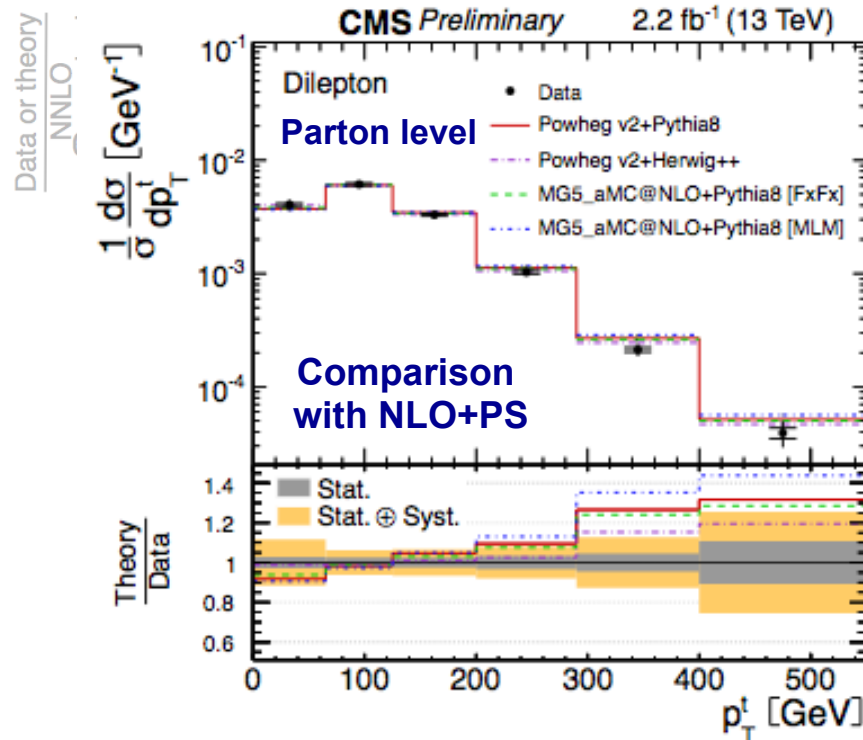 CMS Preliminary 2.2 fb-1 (13 TeV)
Data or theory
NNLO
1/σ dσ/dp_T^t [GeV-1]
10-1
10-2
10-3
10-4
Dilepton
Parton level
Data
Powheg v2+Pythia8
Powheg v2+Herwig++
MG5_aMC@NLO+Pythia8 [FxFx]
MG5_aMC@NLO+Pythia8 [MLM]
Comparison
with NLO+PS
Theory
Data
1.4
1.2
1
0.8
0.6
Stat.
Stat. ⊕ Syst.
0 100 200 300 400 500
p_T^t [GeV]